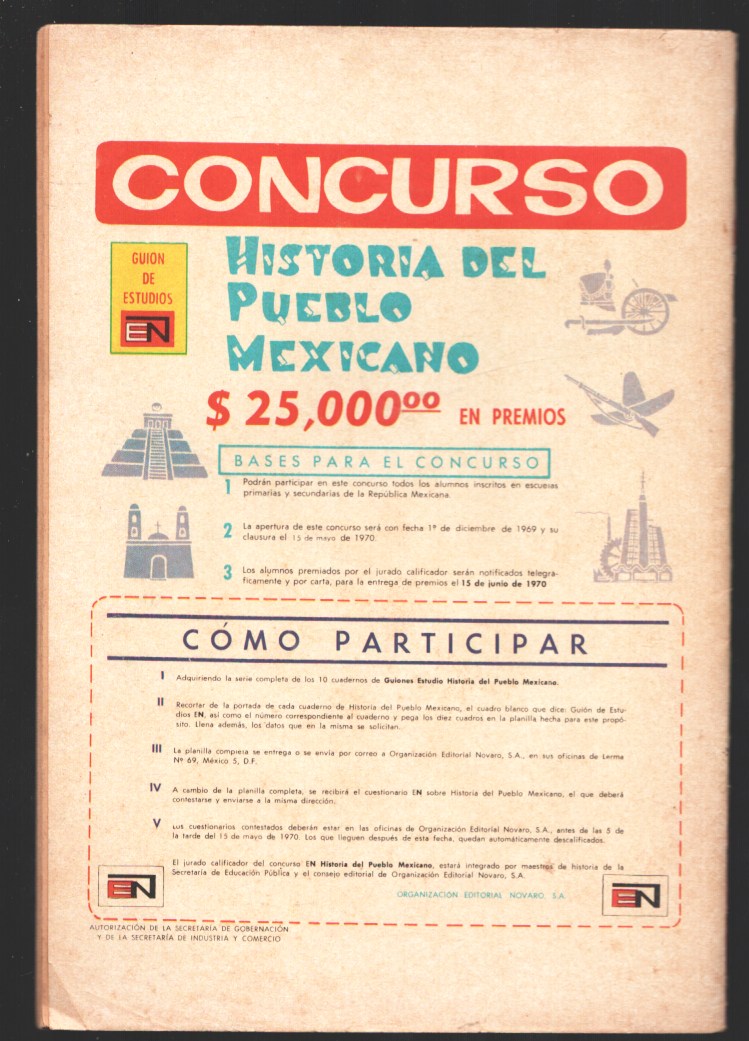 CONCURSO
GUION
DE
ESTUDIOS
EN
HISTORIA DEL
PUEBLO
MEXICANO
$ 25,000⁰⁰ EN PREMIOS
BASES PARA EL CONCURSO
1 Podrán participar en este concurso todos los alumnos inscritos en escuelas
primarias y secundarias de la República Mexicana.
2 La apertura de este concurso será con fecha 1º de diciembre de 1969 y su
clausura el 15 de mayo de 1970.
3 Los alumnos premiados por el jurado calificador serán notificados telegrá-
ficamente y por carta, para la entrega de premios el 15 de junio de 1970
CÓMO PARTICIPAR
I Adquiriendo la serie completa de los 10 cuadernos de Guiones Estudio Historia del Pueblo Mexicano.
II Recortar de la portada de cada cuaderno de Historia del Pueblo Mexicano, el cuadro blanco que dice: Guión de Estu-
dios EN, así como el número correspondiente al cuaderno y pega los diez cuadros en la planilla hecha para este propó-
sito. Llena además, los datos que en la misma se solicitan.
III La planilla completa se entrega o se envía por correo a Organización Editorial Novaro, S.A., en sus oficinas de Lerma
Nº 69, México 5, D.F.
IV A cambio de la planilla completa, se recibirá el cuestionario EN sobre Historia del Pueblo Mexicano, el que deberá
contestarse y enviarse a la misma dirección.
V Los cuestionarios contestados deberán estar en las oficinas de Organización Editorial Novaro, S.A., antes de las 5 de
la tarde del 15 de mayo de 1970. Los que lleguen después de esta fecha, quedan automáticamente descalificados.
El jurado calificador del concurso EN Historia del Pueblo Mexicano, estará integrado por maestros de historia de la
Secretaría de Educación Pública y el consejo editorial de Organización Editorial Novaro, S.A.
EN
EN
ORGANIZACIÓN EDITORIAL NOVARO, S.A.
AUTORIZACIÓN DE LA SECRETARÍA DE GOBERNACIÓN
Y DE LA SECRETARÍA DE INDUSTRIA Y COMERCIO